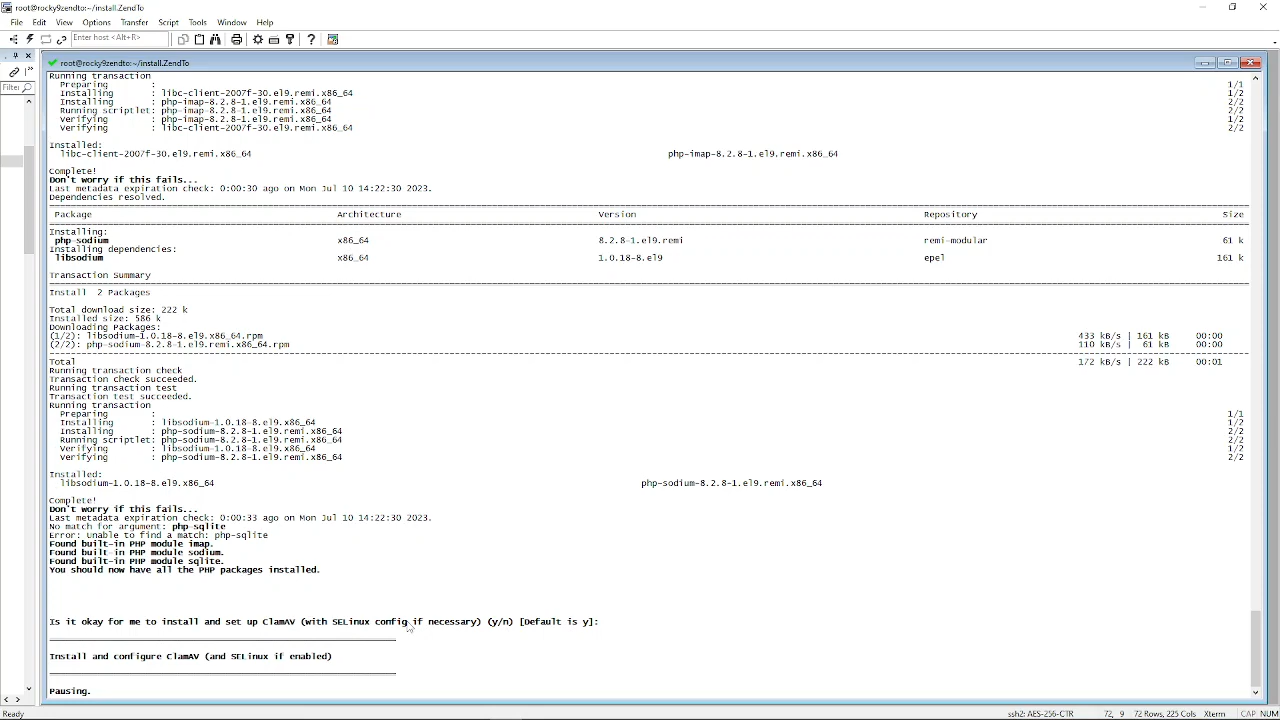 root@rocky9zendto:~/install.ZendTo
File Edit View Options Transfer Script Tools Window Help
Enter host <Alt+R>
root@rocky9zendto:~/install.ZendTo
Filter
Running transaction
Preparing : 1/1
Installing : libc-client-2007f-30.el9.remi.x86_64 1/2
Installing : php-imap-8.2.8-1.el9.remi.x86_64 2/2
Running scriptlet: php-imap-8.2.8-1.el9.remi.x86_64 2/2
Verifying : php-imap-8.2.8-1.el9.remi.x86_64 1/2
Verifying : libc-client-2007f-30.el9.remi.x86_64 2/2
Installed:
libc-client-2007f-30.el9.remi.x86_64 php-imap-8.2.8-1.el9.remi.x86_64
Complete!
Don't worry if this fails...
Last metadata expiration check: 0:00:30 ago on Mon Jul 10 14:22:30 2023.
Dependencies resolved.
Package Architecture Version Repository Size
Installing:
php-sodium x86_64 8.2.8-1.el9.remi remi-modular 61 k
Installing dependencies:
libsodium x86_64 1.0.18-8.el9 epel 161 k
Transaction Summary
Install 2 Packages
Total download size: 222 k
Installed size: 586 k
Downloading Packages:
(1/2): libsodium-1.0.18-8.el9.x86_64.rpm 433 kB/s | 161 kB 00:00
(2/2): php-sodium-8.2.8-1.el9.remi.x86_64.rpm 110 kB/s | 61 kB 00:00
Total 172 kB/s | 222 kB 00:01
Running transaction check
Transaction check succeeded.
Running transaction test
Transaction test succeeded.
Running transaction
Preparing : 1/1
Installing : libsodium-1.0.18-8.el9.x86_64 1/2
Installing : php-sodium-8.2.8-1.el9.remi.x86_64 2/2
Running scriptlet: php-sodium-8.2.8-1.el9.remi.x86_64 2/2
Verifying : libsodium-1.0.18-8.el9.x86_64 1/2
Verifying : php-sodium-8.2.8-1.el9.remi.x86_64 2/2
Installed:
libsodium-1.0.18-8.el9.x86_64 php-sodium-8.2.8-1.el9.remi.x86_64
Complete!
Don't worry if this fails...
Last metadata expiration check: 0:00:33 ago on Mon Jul 10 14:22:30 2023.
No match for argument: php-sqlite
Error: Unable to find a match: php-sqlite
Found built-in PHP module imap.
Found built-in PHP module sodium.
Found built-in PHP module sqlite.
You should now have all the PHP packages installed.
Is it okay for me to install and set up ClamAV (with SELinux config if necessary) (y/n) [Default is y]:
Install and configure ClamAV (and SELinux if enabled)
Pausing.
Ready ssh2: AES-256-CTR 72, 9 72 Rows, 225 Cols Xterm CAP NUM